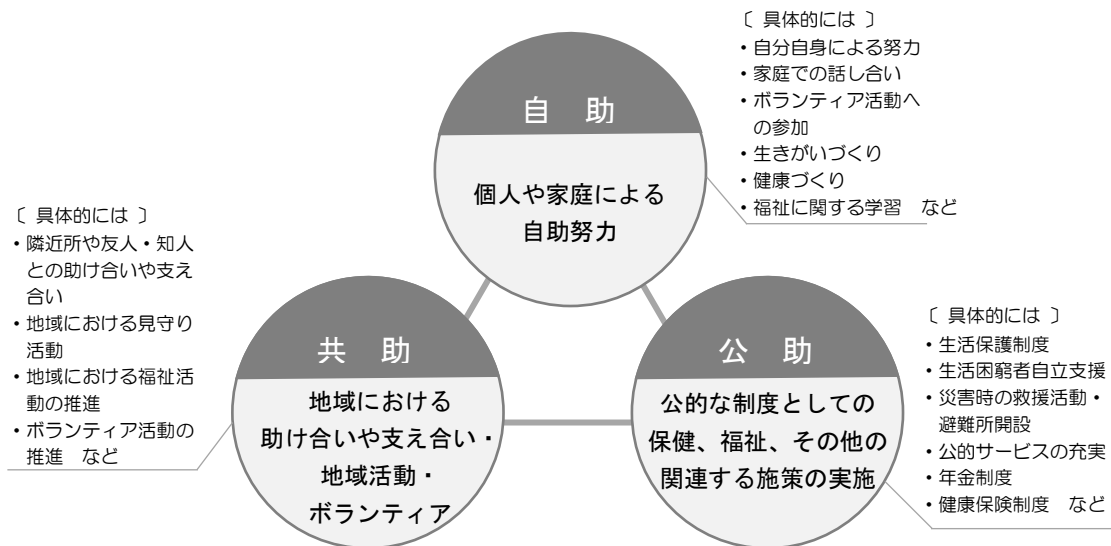 自　助
個人や家庭による
自助努力
〔 具体的には 〕
・自分自身による努力
・家庭での話し合い
・ボランティア活動へ
の参加
・生きがいづくり
・健康づくり
・福祉に関する学習　など
共　助
地域における
助け合いや支え合い・
地域活動・
ボランティア
〔 具体的には 〕
・隣近所や友人・知人
との助け合いや支え
合い
・地域における見守り
活動
・地域における福祉活
動の推進
・ボランティア活動の
推進　など
公　助
公的な制度としての
保健、福祉、その他の
関連する施策の実施
〔 具体的には 〕
・生活保護制度
・生活困窮者自立支援
・災害時の救援活動・
避難所開設
・公的サービスの充実
・年金制度
・健康保険制度　など